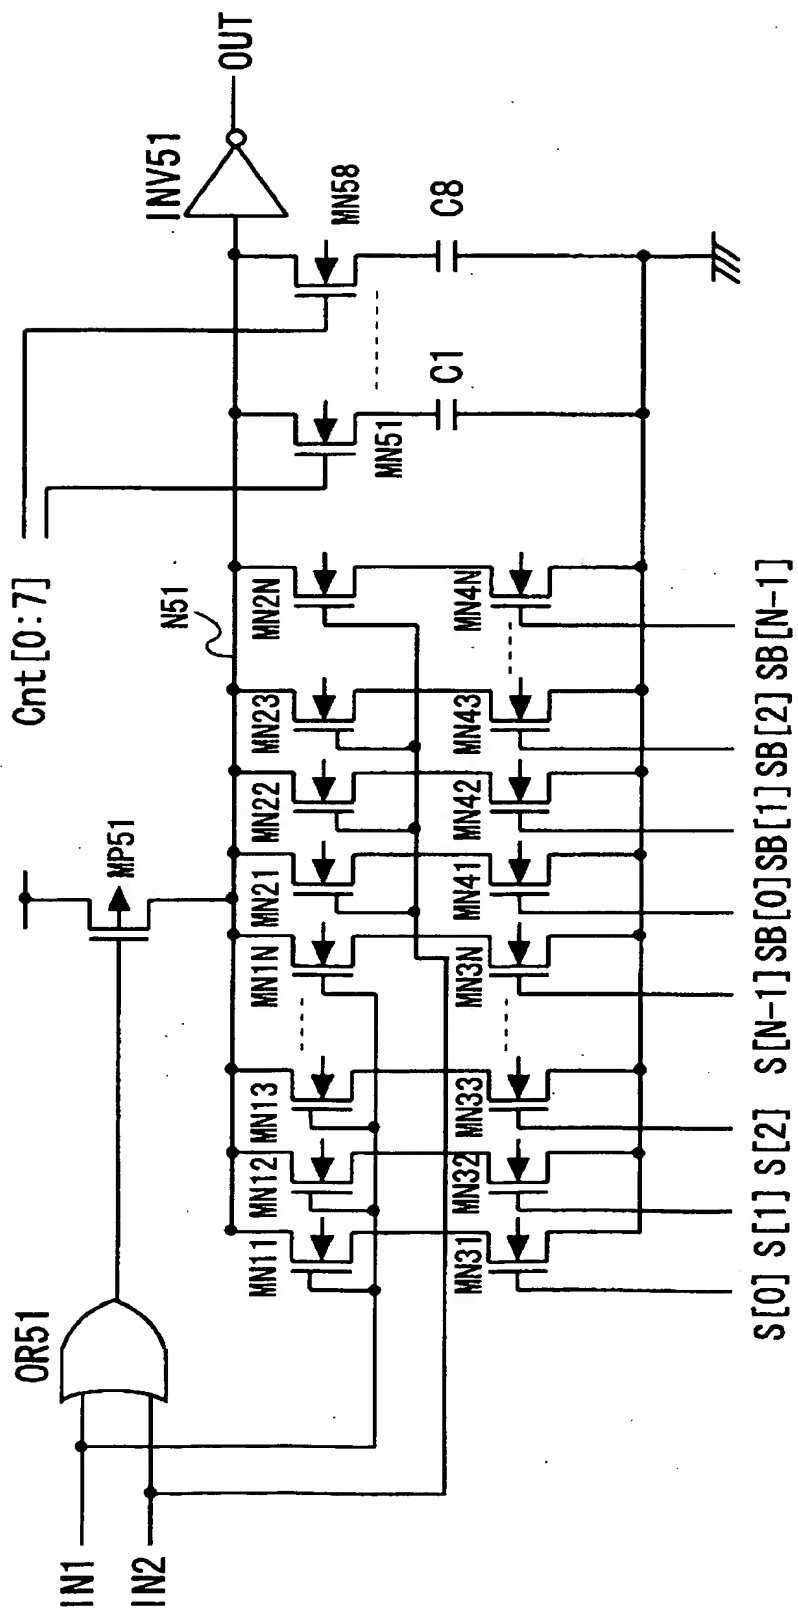 IN1
IN2
OR51
MP51
Cnt[0:7]
N51
INV51
OUT
MN11
MN12
MN13
MN1N
MN21
MN22
MN23
MN2N
MN51
MN58
C1
C8
MN31
MN32
MN33
MN3N
MN41
MN42
MN43
MN4N
S[0] S[1] S[2] S[N-1] SB[0] SB[1] SB[2] SB[N-1]